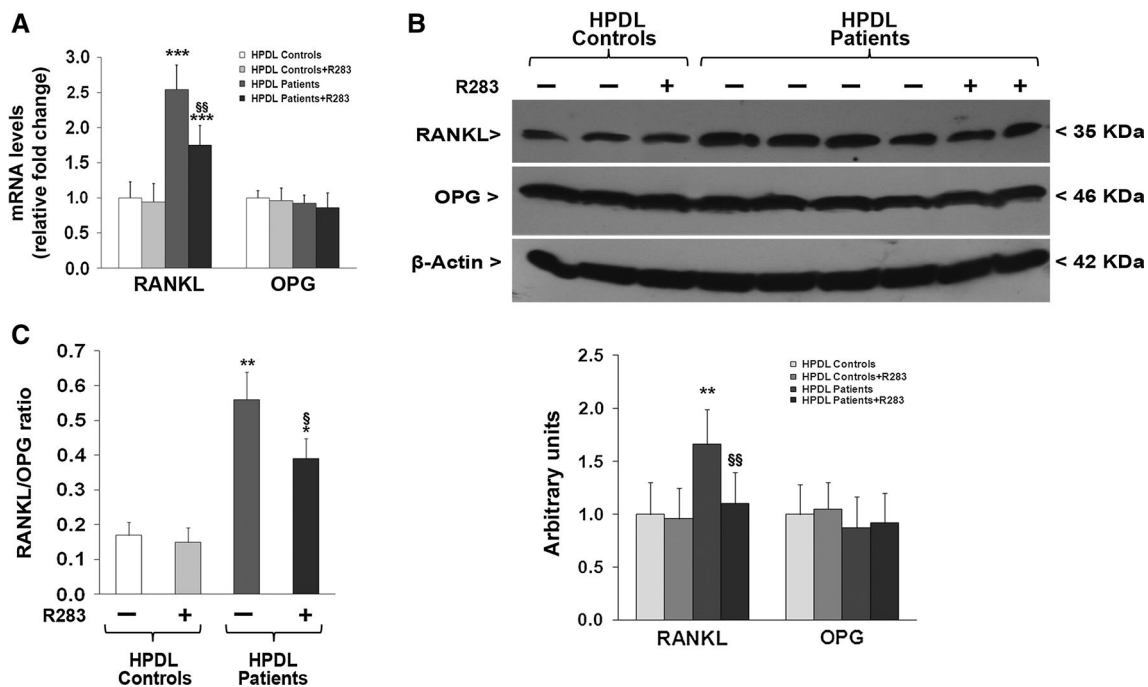 A
mRNA levels
(relative fold change)
3.0
2.5
2.0
1.5
1.0
0.5
0.0
***
§§
***
HPDL Controls
HPDL Controls+R283
HPDL Patients
HPDL Patients+R283
RANKL OPG
B
HPDL
Controls
HPDL
Patients
R283 − − + − − − − + +
RANKL> < 35 KDa
OPG > < 46 KDa
β-Actin > < 42 KDa
C
RANKL/OPG ratio
0.7
0.6
0.5
0.4
0.3
0.2
0.1
0.0
**
§
*
R283 − + − +
HPDL
Controls
HPDL
Patients
Arbitrary units
2.5
2.0
1.5
1.0
0.5
0.0
**
§§
HPDL Controls
HPDL Controls+R283
HPDL Patients
HPDL Patients+R283
RANKL OPG